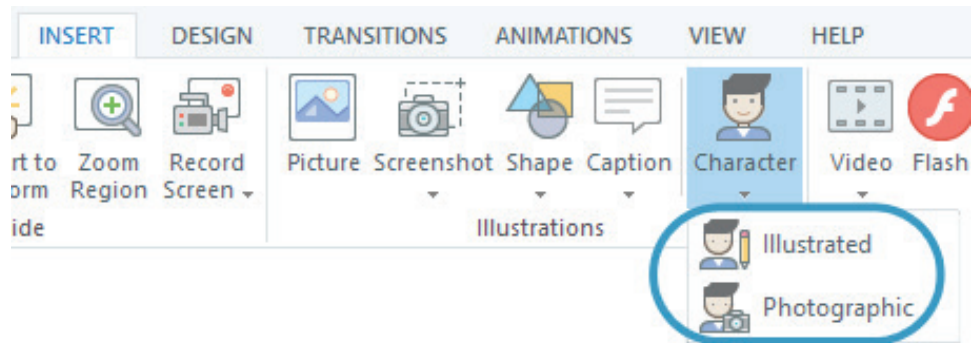 INSERT DESIGN TRANSITIONS ANIMATIONS VIEW HELP
rt to Zoom Record Picture Screenshot Shape Caption Character Video Flash
orm Region Screen
ide Illustrations
Illustrated
Photographic